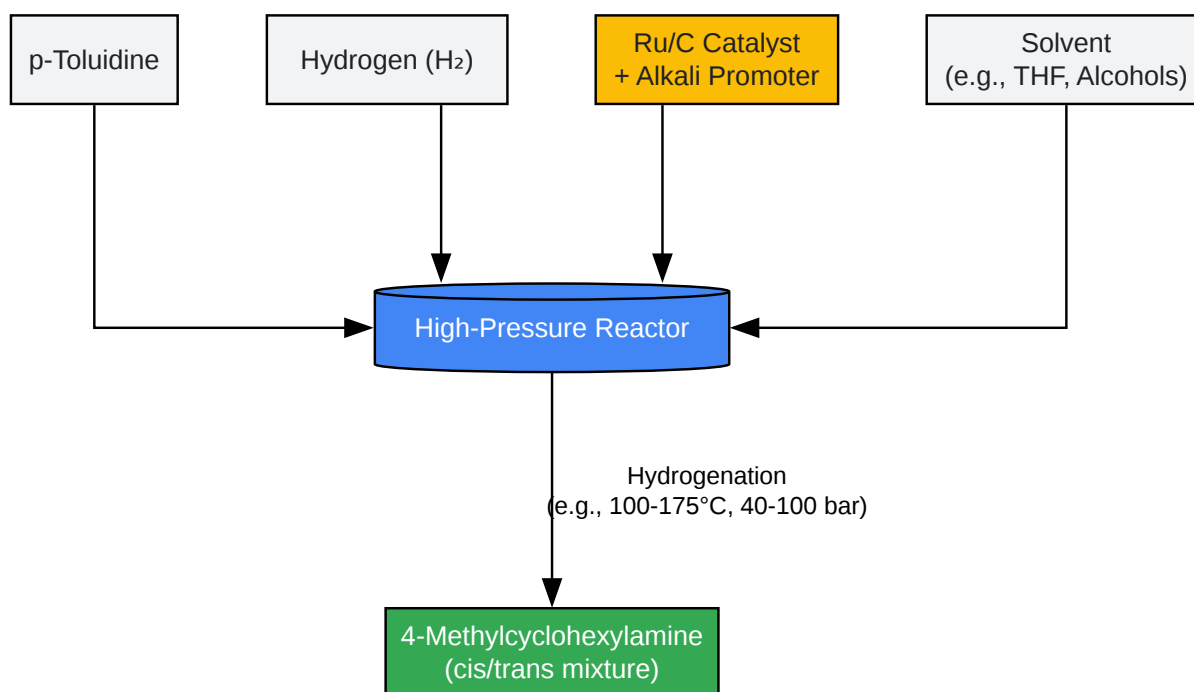 p-Toluidine
Hydrogen (H₂)
Ru/C Catalyst
+ Alkali Promoter
Solvent
(e.g., THF, Alcohols)
High-Pressure Reactor
Hydrogenation
(e.g., 100-175°C, 40-100 bar)
4-Methylcyclohexylamine
(cis/trans mixture)